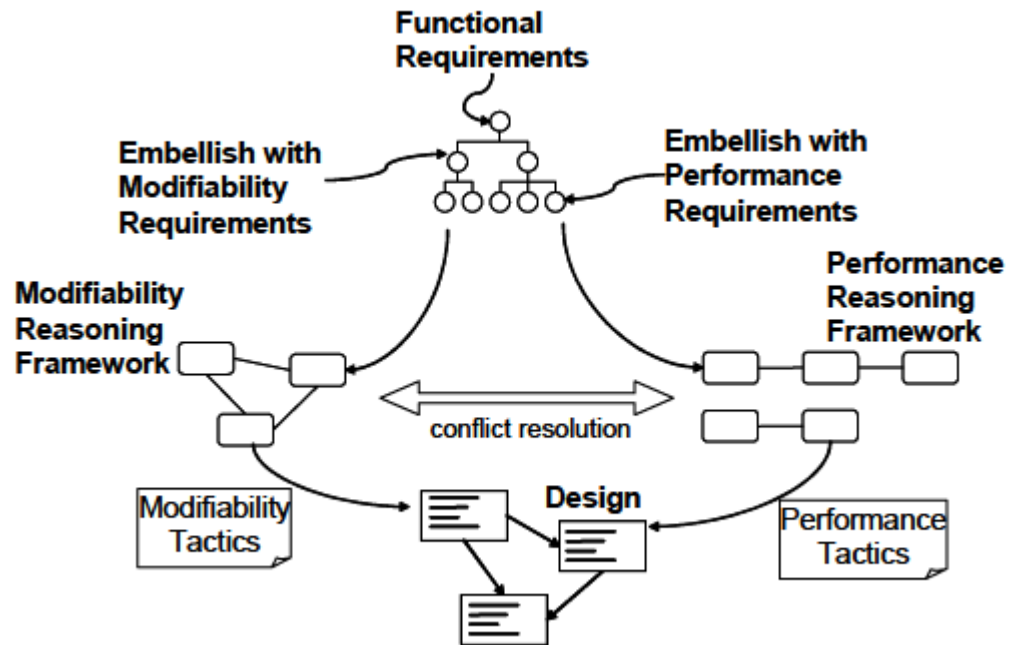 Functional
Requirements
Embellish with
Modifiability
Requirements
Embellish with
Performance
Requirements
Modifiability
Reasoning
Framework
Performance
Reasoning
Framework
conflict resolution
Modifiability
Tactics
Design
Performance
Tactics